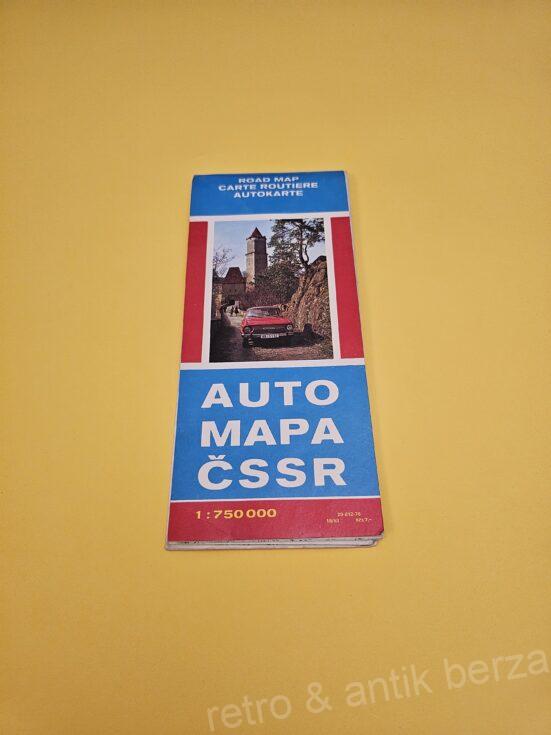 ROAD MAP
CARTE ROUTIERE
AUTOKARTE
AUTO
MAPA
ČSSR
1 : 750 000
retro & antik berza